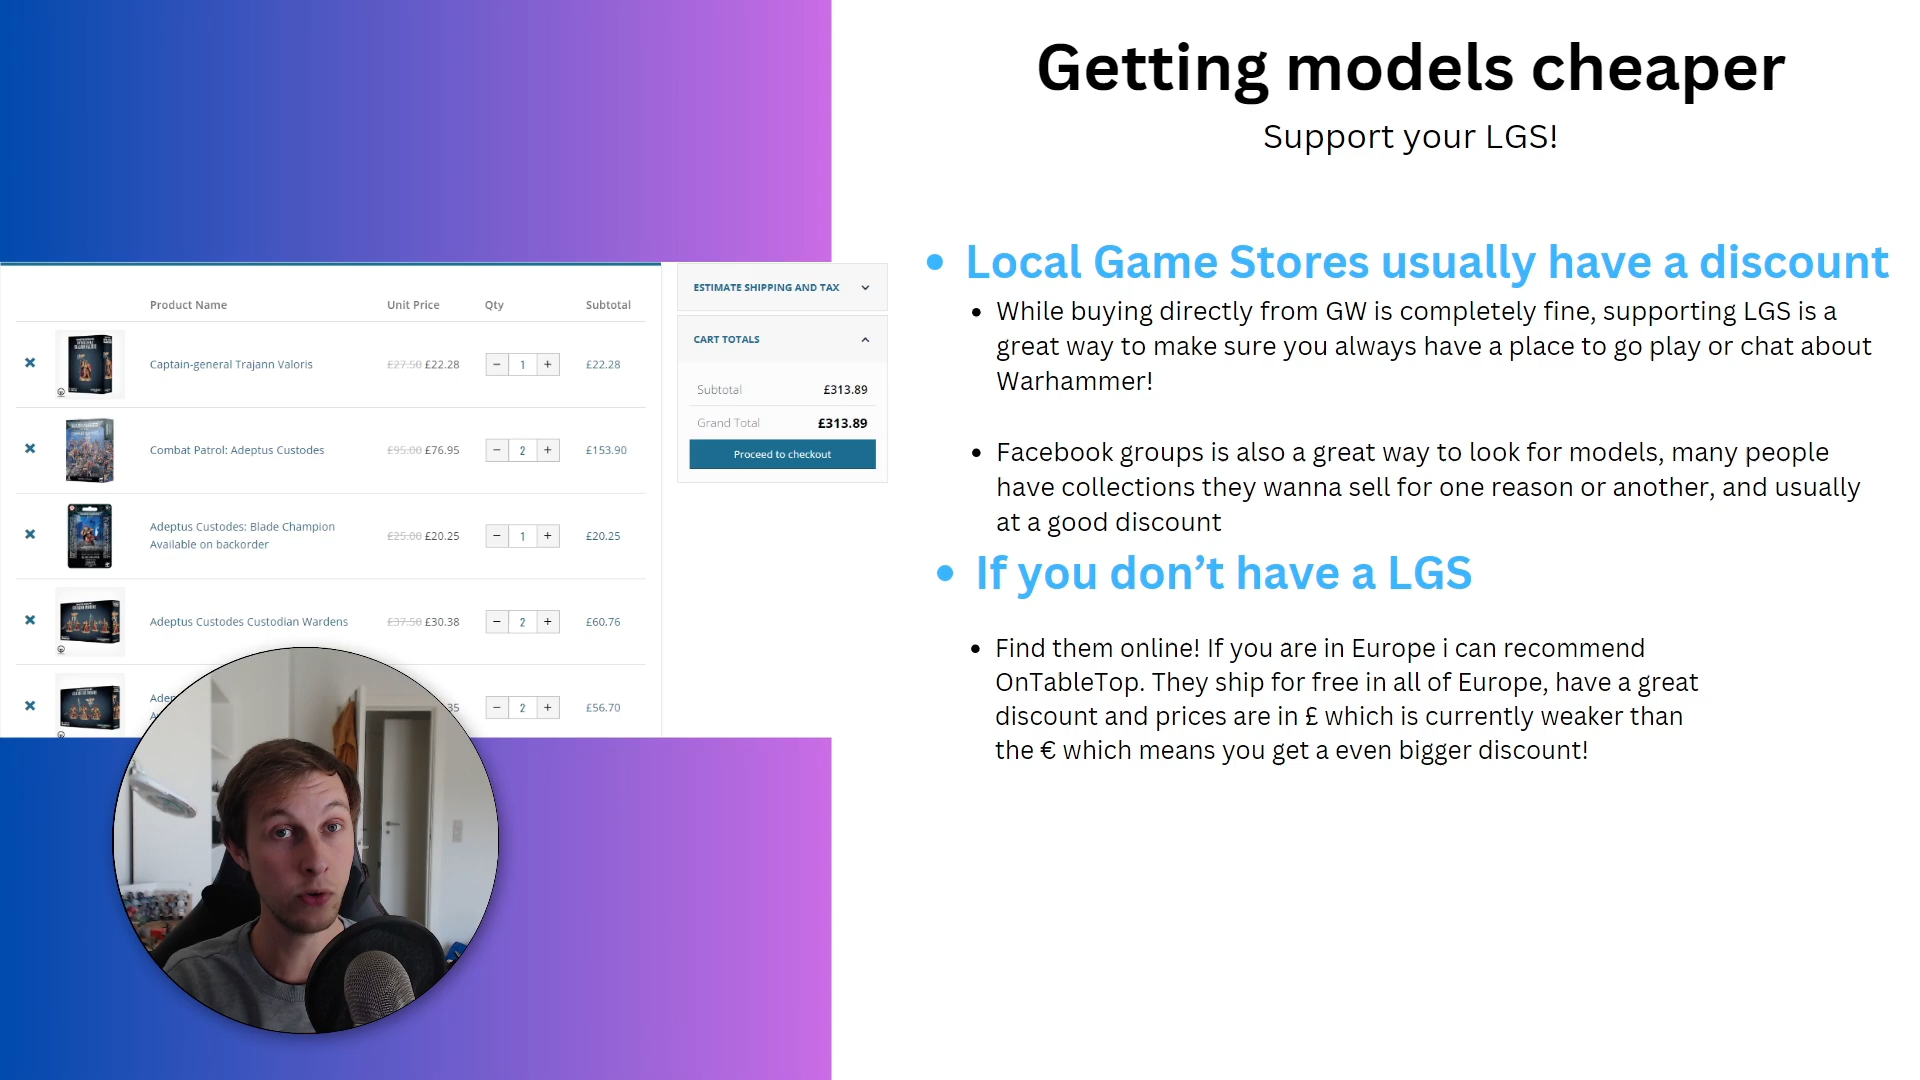 Getting models cheaper
Support your LGS!
Product Name Unit Price Qty Subtotal
Captain-general Trajann Valoris £27.50 £22.28 − 1 + £22.28
Combat Patrol: Adeptus Custodes £95.00 £76.95 − 2 + £153.90
Adeptus Custodes: Blade Champion
Available on backorder £25.00 £20.25 − 1 + £20.25
Adeptus Custodes Custodian Wardens £37.50 £30.38 − 2 + £60.76
− 2 + £56.70
ESTIMATE SHIPPING AND TAX
CART TOTALS
Subtotal £313.89
Grand Total £313.89
Proceed to checkout
• Local Game Stores usually have a discount
• While buying directly from GW is completely fine, supporting LGS is a
great way to make sure you always have a place to go play or chat about
Warhammer!
• Facebook groups is also a great way to look for models, many people
have collections they wanna sell for one reason or another, and usually
at a good discount
• If you don’t have a LGS
• Find them online! If you are in Europe i can recommend
OnTableTop. They ship for free in all of Europe, have a great
discount and prices are in £ which is currently weaker than
the € which means you get a even bigger discount!